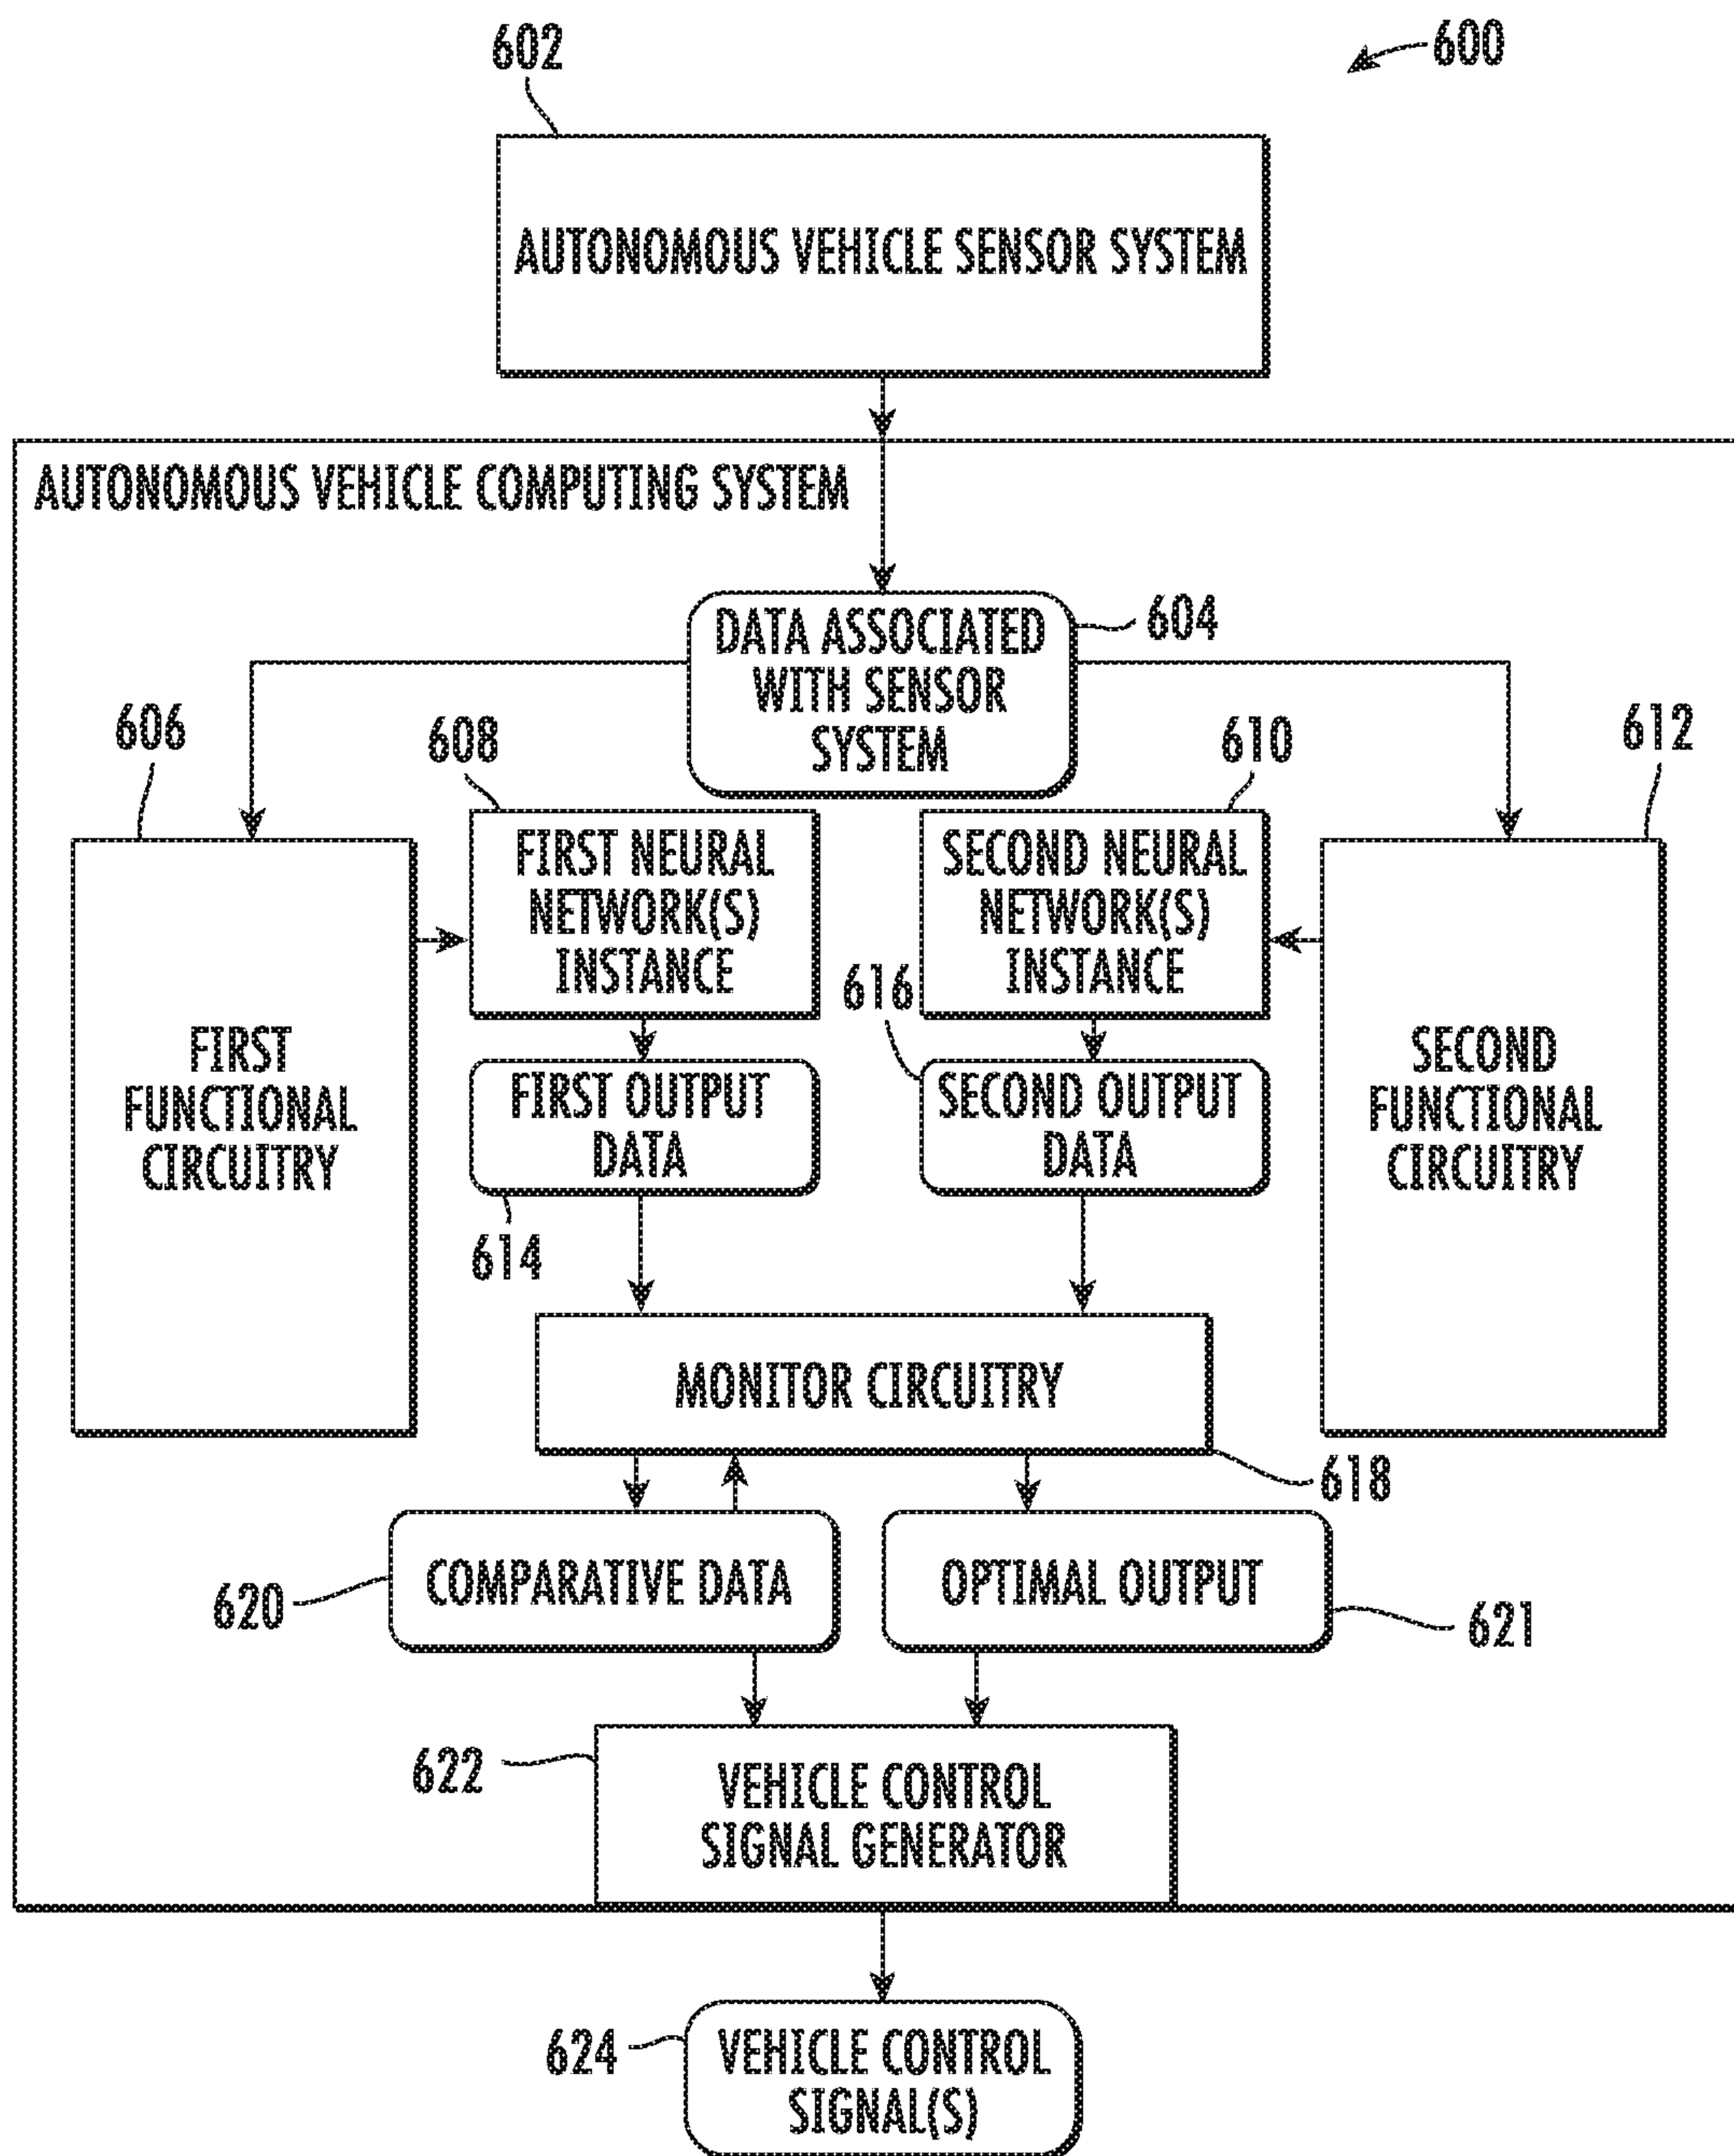 602
600
AUTONOMOUS VEHICLE SENSOR SYSTEM
AUTONOMOUS VEHICLE COMPUTING SYSTEM
DATA ASSOCIATED
WITH SENSOR
SYSTEM
604
606
608
610
612
FIRST NEURAL
NETWORK(S)
INSTANCE
SECOND NEURAL
NETWORK(S)
INSTANCE
616
FIRST
FUNCTIONAL
CIRCUITRY
FIRST OUTPUT
DATA
SECOND OUTPUT
DATA
SECOND
FUNCTIONAL
CIRCUITRY
614
MONITOR CIRCUITRY
618
COMPARATIVE DATA
OPTIMAL OUTPUT
620
621
622
VEHICLE CONTROL
SIGNAL GENERATOR
624
VEHICLE CONTROL
SIGNAL(S)